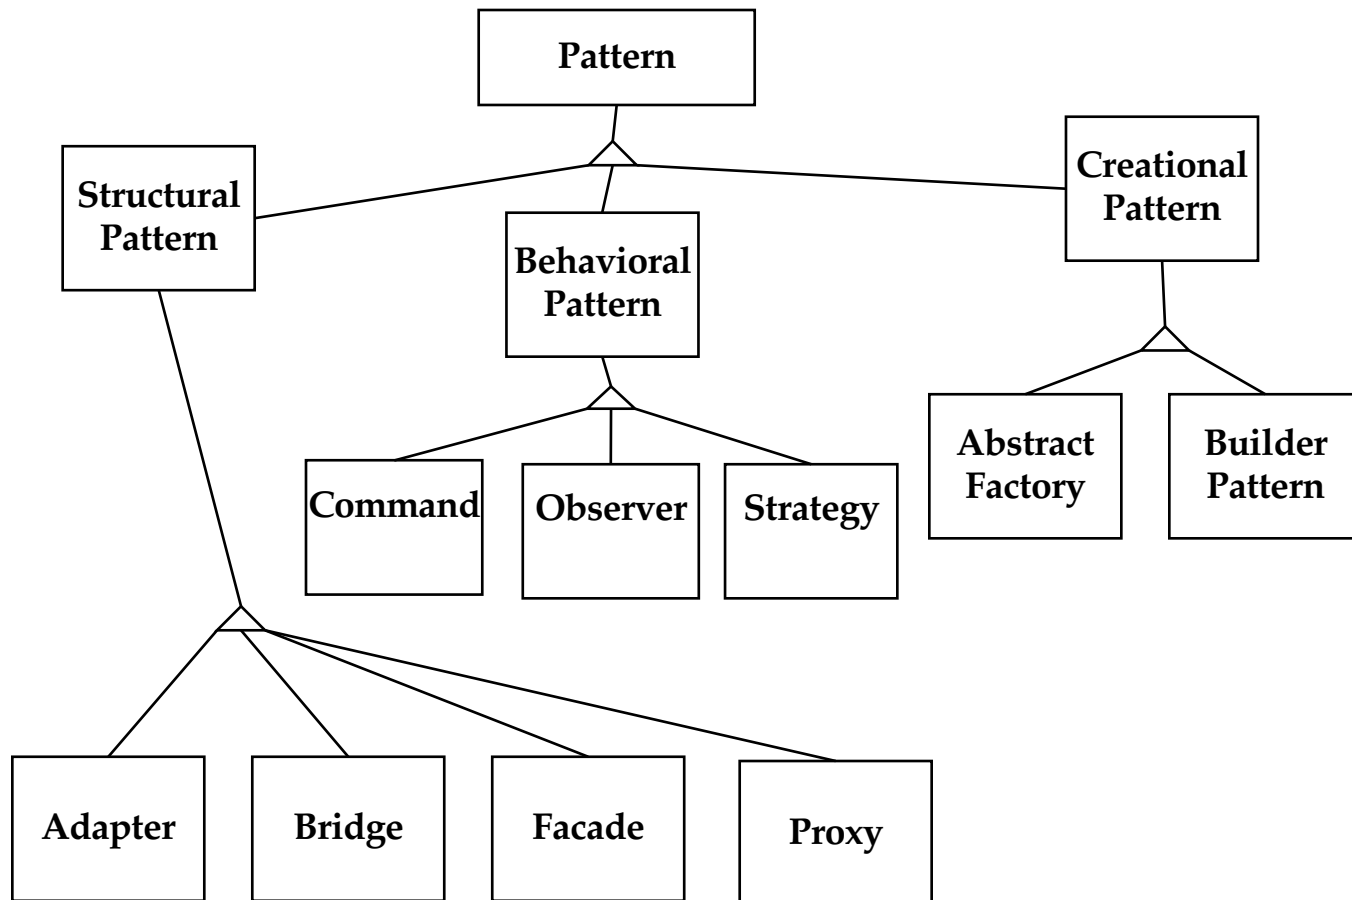 Pattern
Structural
Pattern
Behavioral
Pattern
Creational
Pattern
Command
Observer
Strategy
Abstract
Factory
Builder
Pattern
Adapter
Bridge
Facade
Proxy